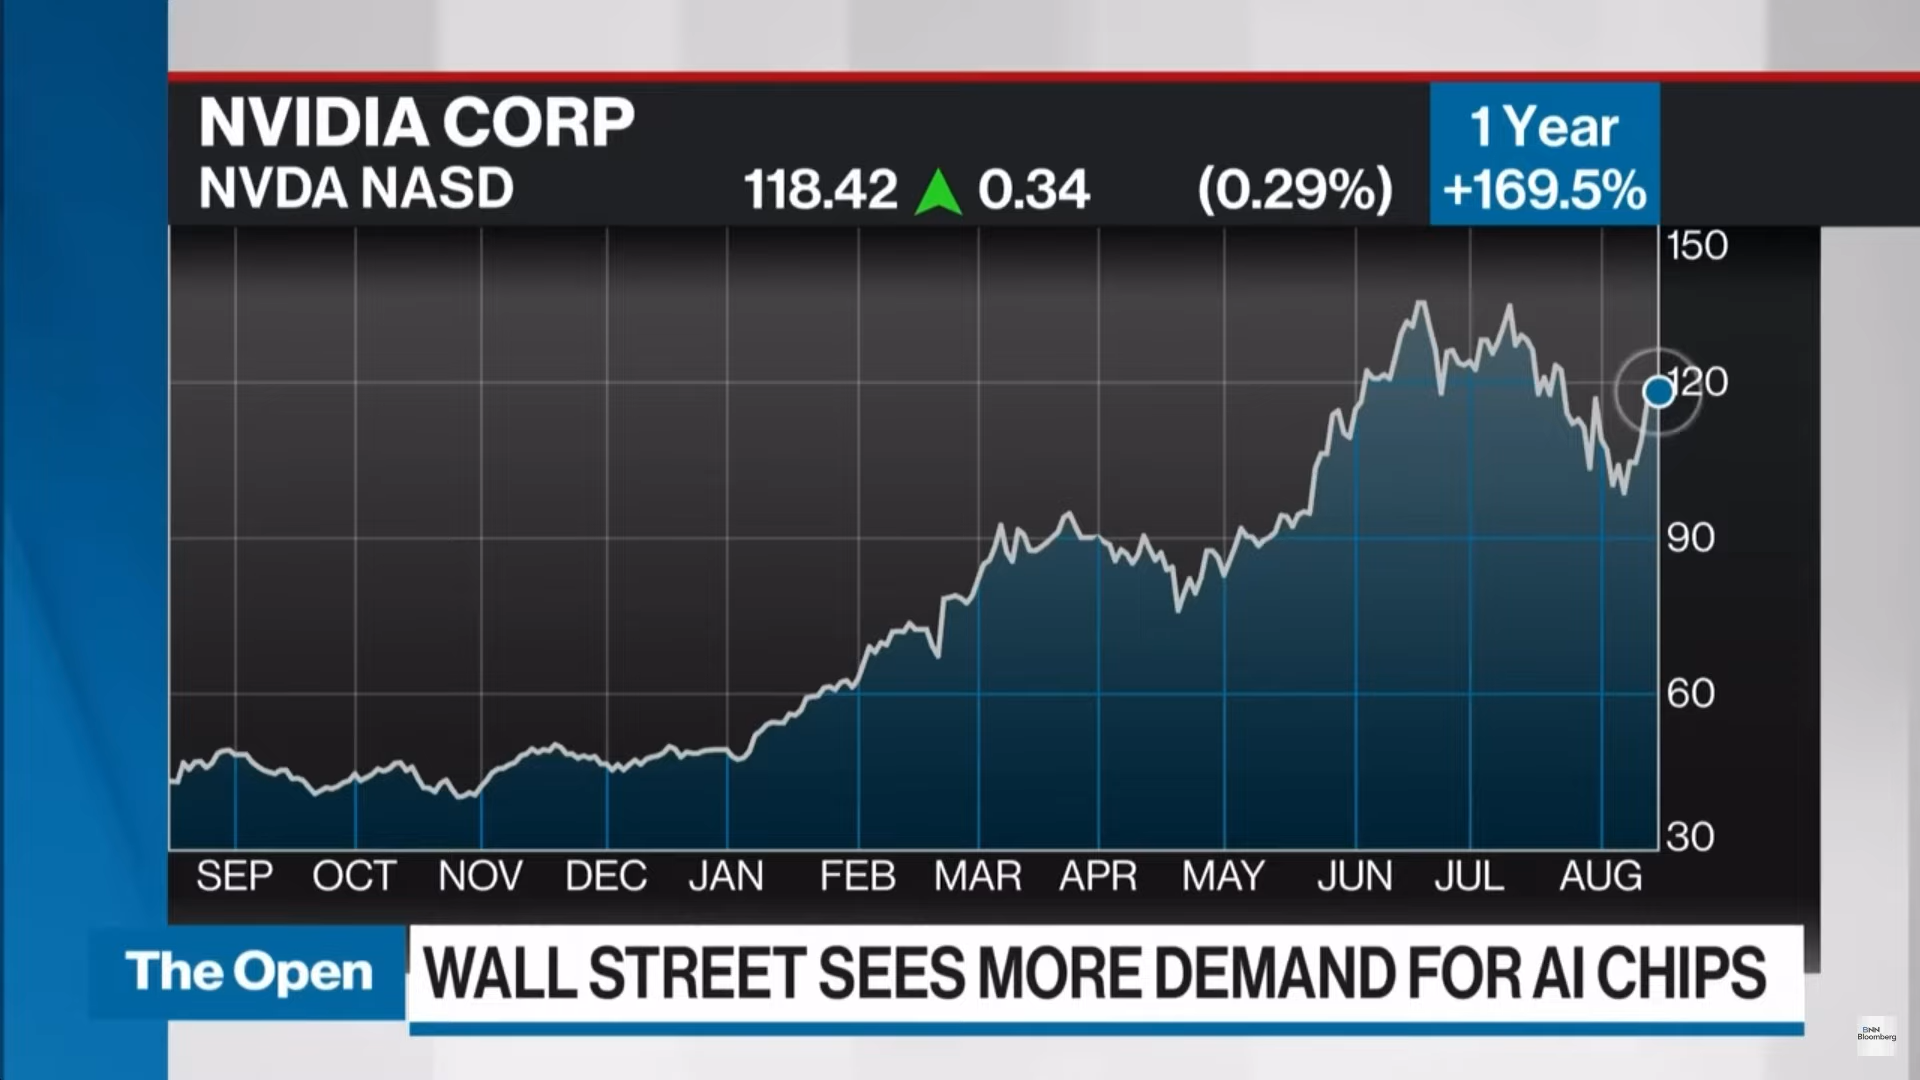 NVIDIA CORP
NVDA NASD 118.42 0.34 (0.29%)
1 Year
+169.5%
150
120
90
60
30
SEP OCT NOV DEC JAN FEB MAR APR MAY JUN JUL AUG
The Open
WALL STREET SEES MORE DEMAND FOR AI CHIPS
BNN
Bloomberg